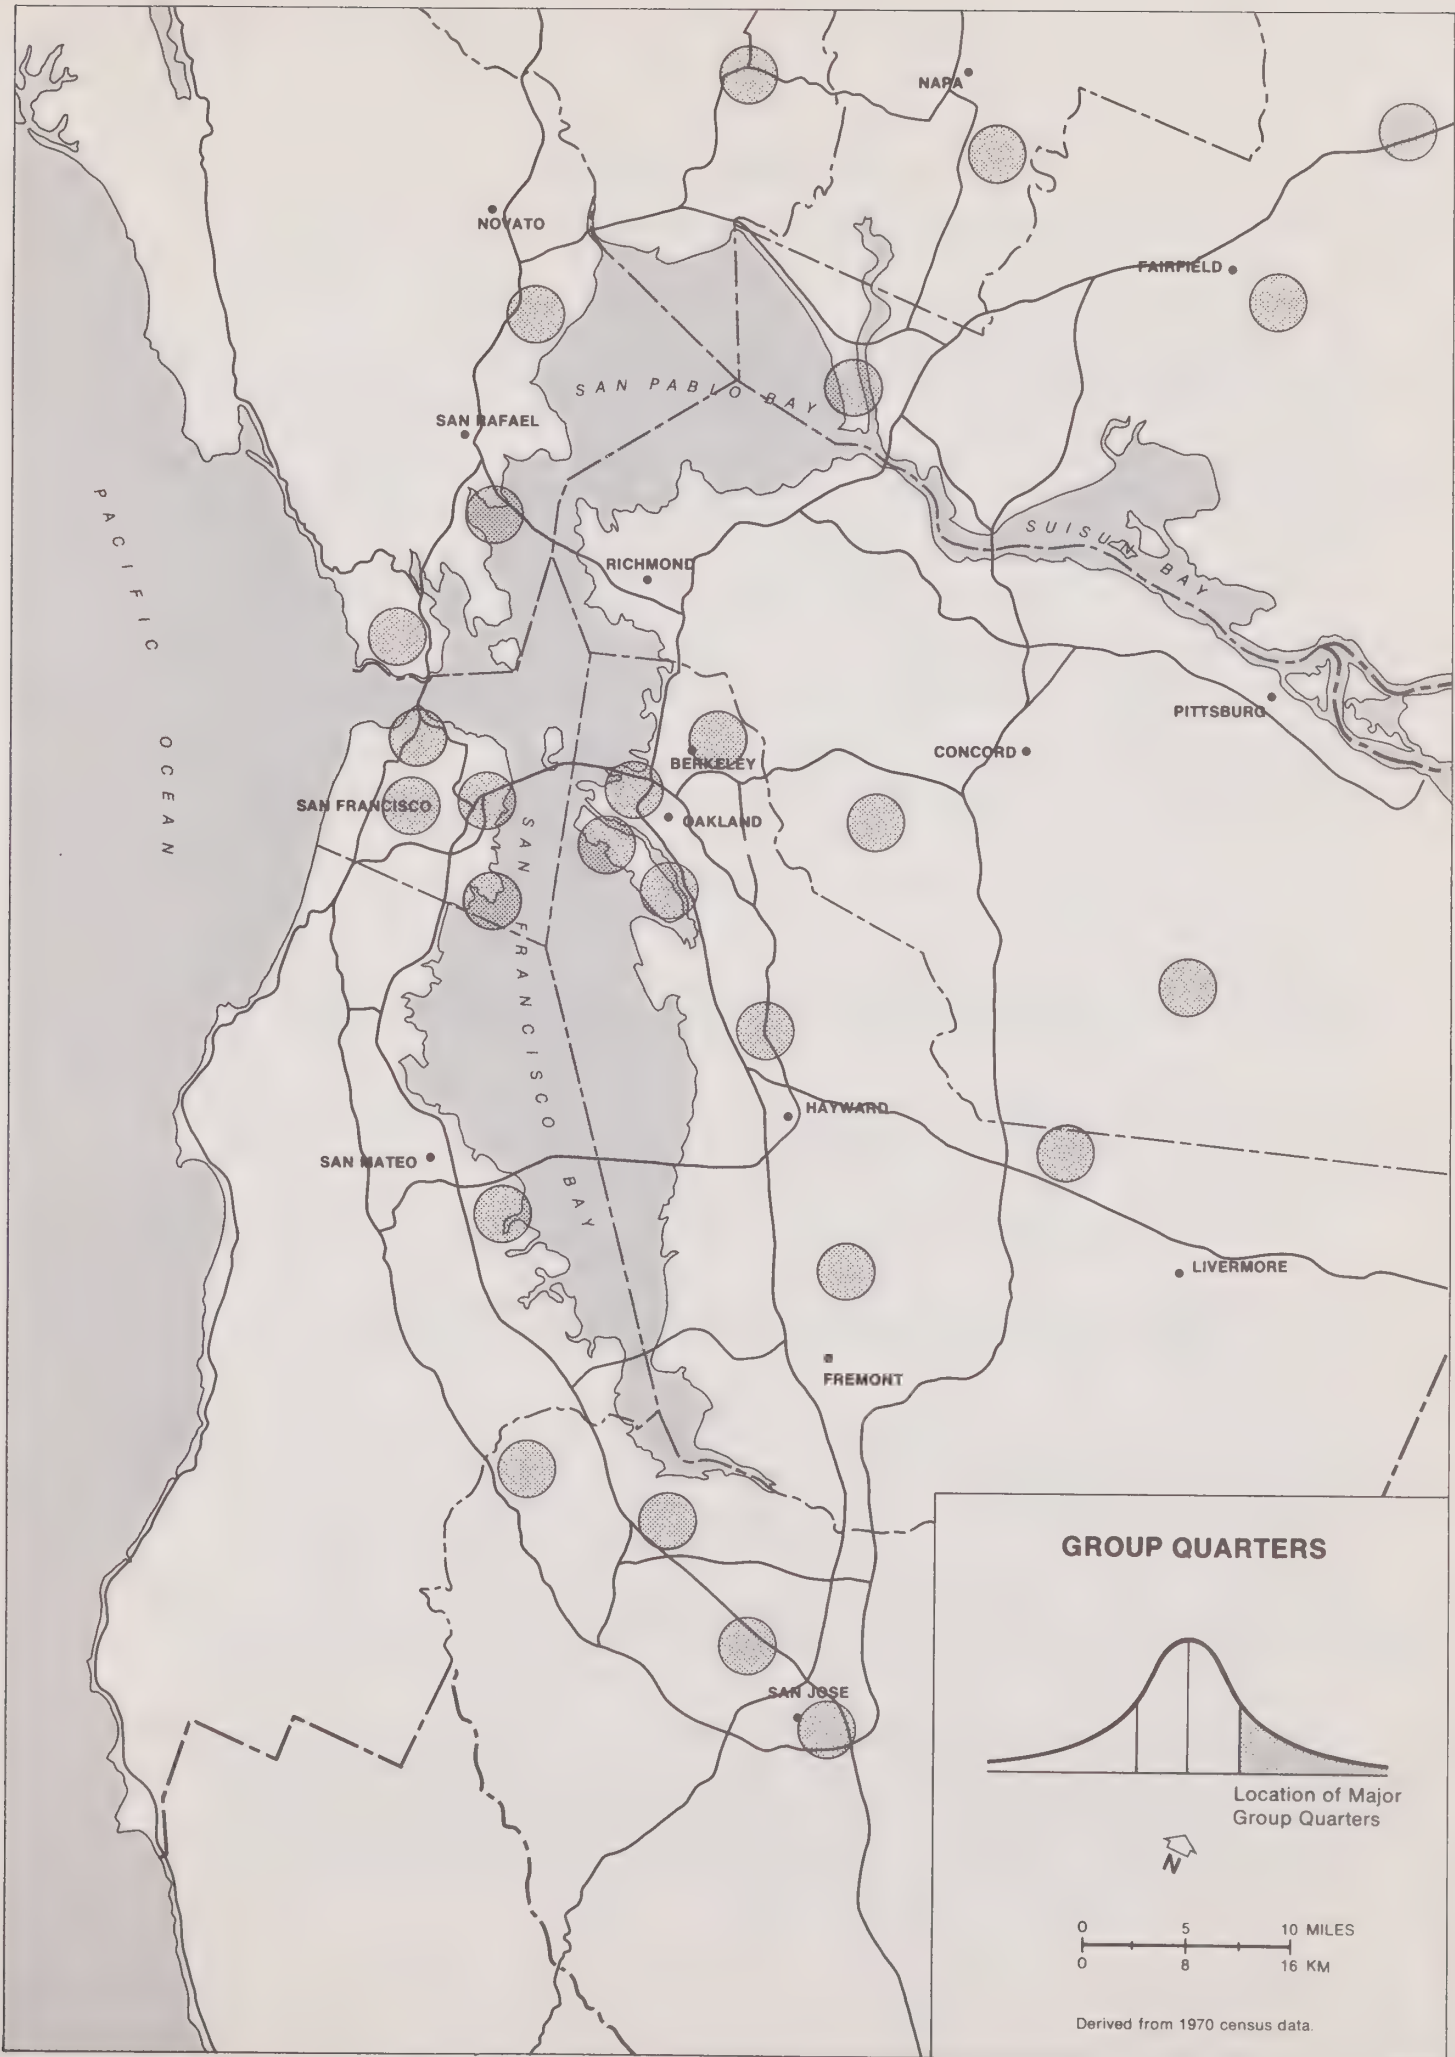 NAPA
NOVATO
FAIRFIELD
SAN PABLO BAY
SAN RAFAEL
PACIFIC OCEAN
SUISUN BAY
RICHMOND
PITTSBURG
BERKELEY
CONCORD
SAN FRANCISCO
OAKLAND
SAN FRANCISCO BAY
HAYWARD
SAN MATEO
LIVERMORE
FREMONT
SAN JOSE
GROUP QUARTERS
Location of Major
Group Quarters
N
0 5 10 MILES
0 8 16 KM
Derived from 1970 census data.